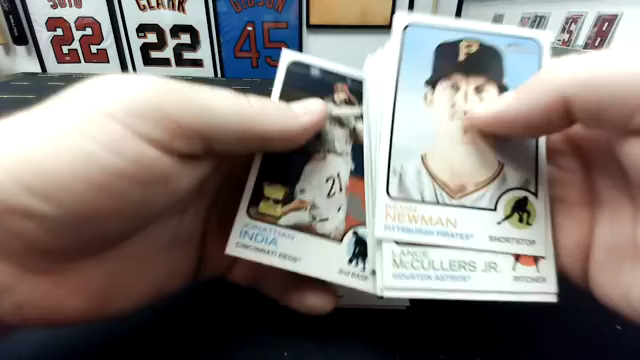 SOTO
22
CLARK
22
GIBSON
45
8
P
21
JONATHAN
INDIA
CINCINNATI REDS
2ND BASE
KEVIN
NEWMAN
PITTSBURGH PIRATES
SHORTSTOP
LANCE
McCULLERS JR.
HOUSTON ASTROS
PITCHER